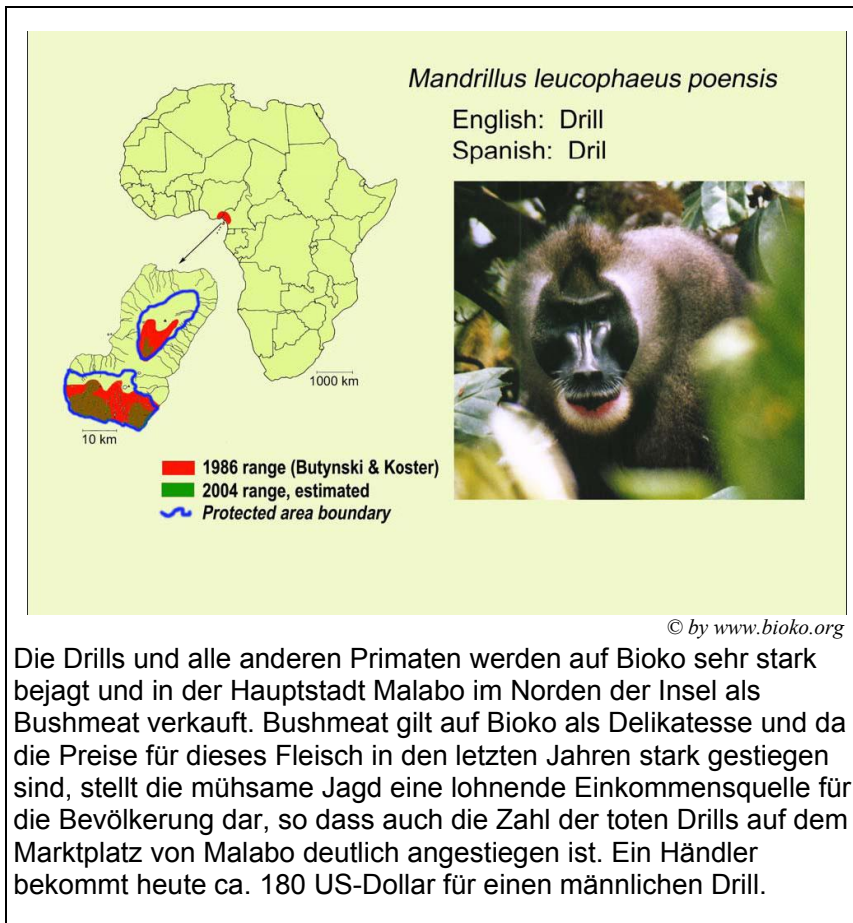 Mandrillus leucophaeus poensis
English: Drill
Spanish: Dril
1000 km
10 km
1986 range (Butynski & Koster)
2004 range, estimated
Protected area boundary
© by www.bioko.org
Die Drills und alle anderen Primaten werden auf Bioko sehr stark
bejagt und in der Hauptstadt Malabo im Norden der Insel als
Bushmeat verkauft. Bushmeat gilt auf Bioko als Delikatesse und da
die Preise für dieses Fleisch in den letzten Jahren stark gestiegen
sind, stellt die mühsame Jagd eine lohnende Einkommensquelle für
die Bevölkerung dar, so dass auch die Zahl der toten Drills auf dem
Marktplatz von Malabo deutlich angestiegen ist. Ein Händler
bekommt heute ca. 180 US-Dollar für einen männlichen Drill.